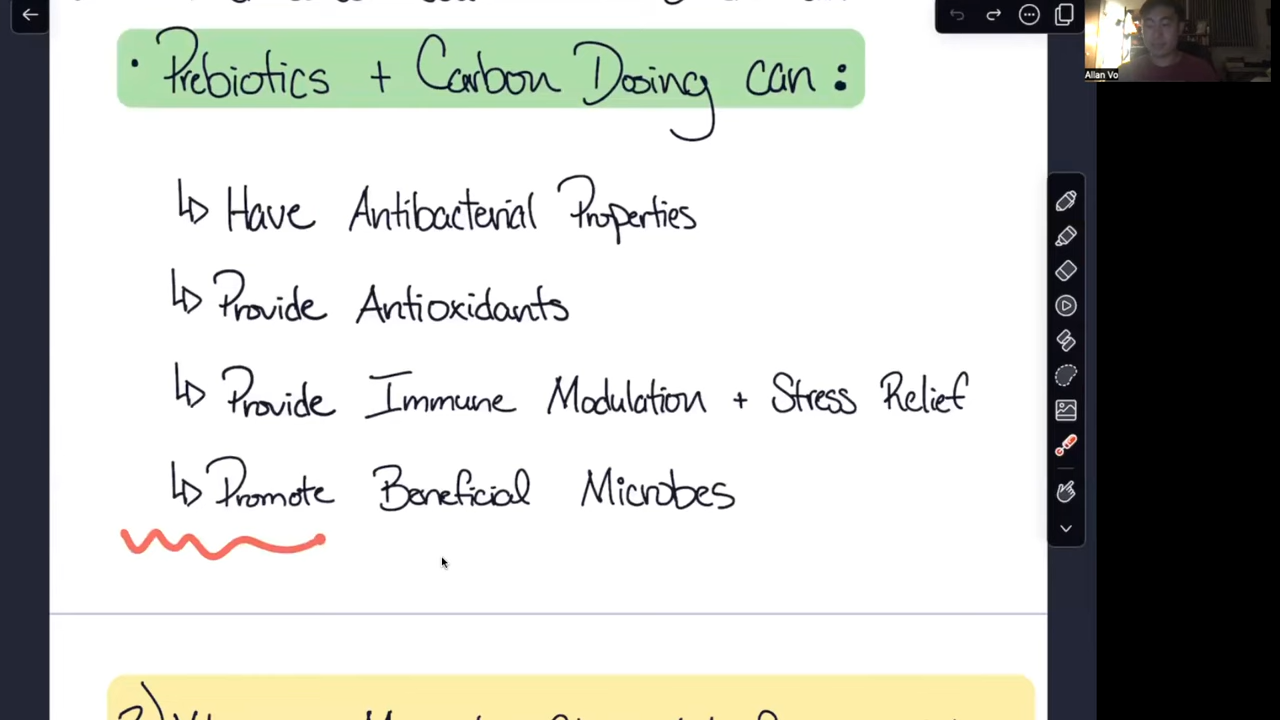 • Prebiotics + Carbon Dosing can:
↳ Have Antibacterial Properties
↳ Provide Antioxidants
↳ Provide Immune Modulation + Stress Relief
↳ Promote Beneficial Microbes
Allan Vo